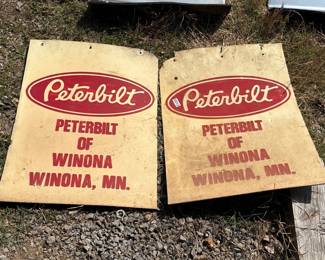 Peterbilt
PETERBILT
OF
WINONA
WINONA, MN.
Peterbilt
PETERBILT
OF
WINONA
WINONA, MN.